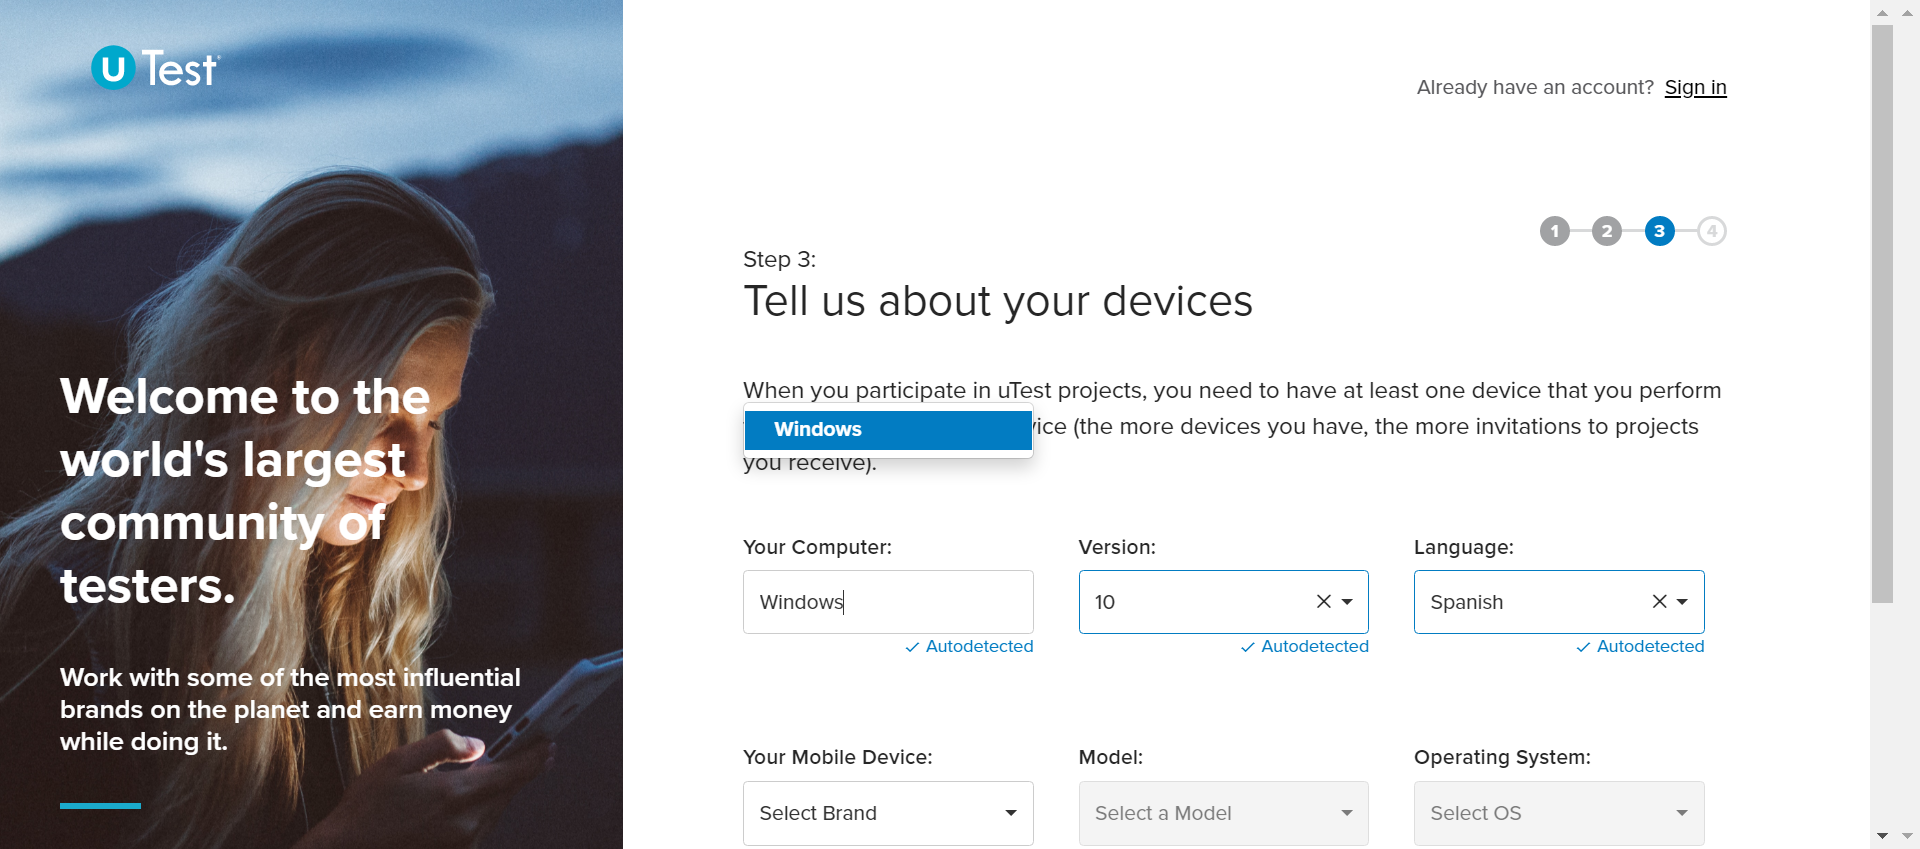 uTest
Welcome to the
world's largest
community of
testers.
Work with some of the most influential
brands on the planet and earn money
while doing it.
Already have an account? Sign in
1 2 3 4
Step 3:
Tell us about your devices
When you participate in uTest projects, you need to have at least one device that you perform
Windows
vice (the more devices you have, the more invitations to projects
you receive).
Your Computer:
Version:
Language:
Windows
10
Spanish
Autodetected
Autodetected
Autodetected
Your Mobile Device:
Model:
Operating System:
Select Brand
Select a Model
Select OS